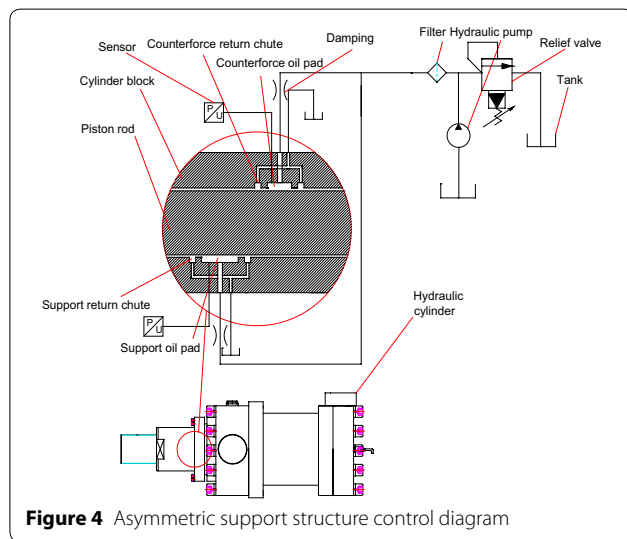 Sensor
Counterforce return chute
Counterforce oil pad
Damping
Filter Hydraulic pump
Relief valve
Cylinder block
Tank
Piston rod
P
U
Support return chute
P
U
Support oil pad
Hydraulic
cylinder
Figure 4 Asymmetric support structure control diagram